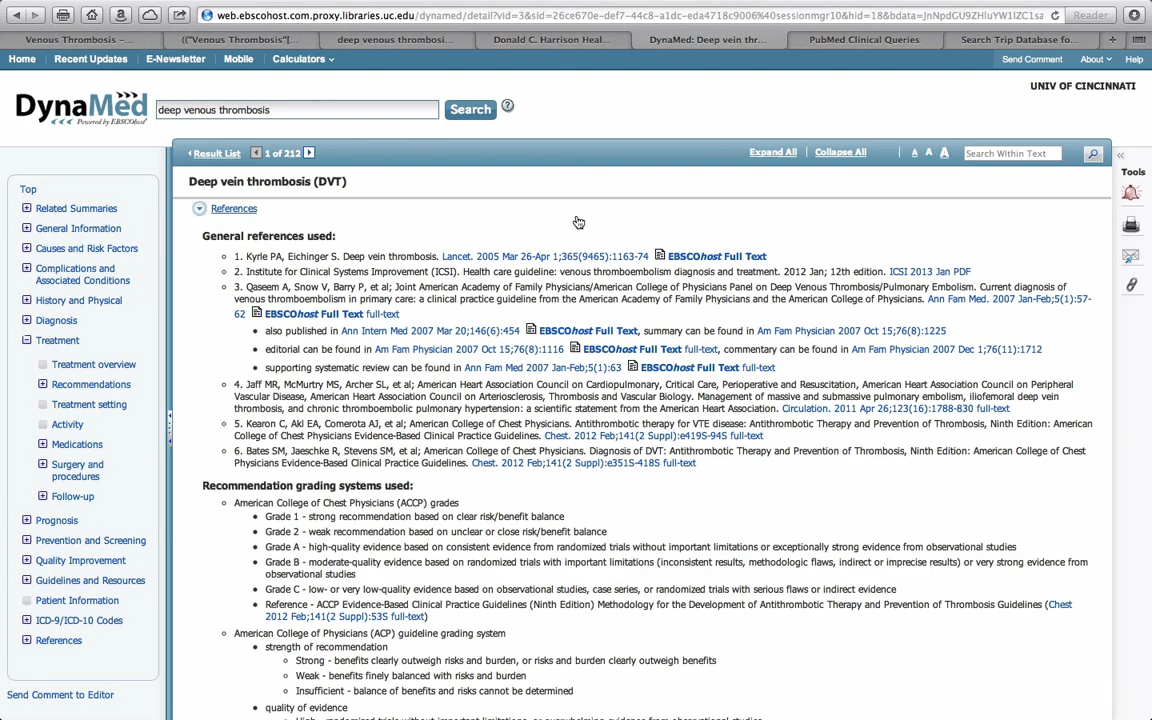 web.ebscohost.com.proxy.libraries.uc.edu/dynamed/detail?vid=3&sid=26ce670e-def7-44c8-a1dc-eda4718c9006%40sessionmgr10&hid=18&bdata=JnNpdGU9ZHluYW1lZC1sa
Reader
Venous Thrombosis –...
(("Venous Thrombosis"[...
deep venous thrombosi...
Donald C. Harrison Heal...
DynaMed: Deep vein thr...
PubMed Clinical Queries
Search Trip Database fo...
Home
Recent Updates
E-Newsletter
Mobile
Calculators
Send Comment
About
Help
UNIV OF CINCINNATI
DynaMed
Powered by EBSCOhost
deep venous thrombosis
Search
Result List
1 of 212
Expand All
Collapse All
A A A
Search Within Text
Tools
Top
Related Summaries
General Information
Causes and Risk Factors
Complications and
Associated Conditions
History and Physical
Diagnosis
Treatment
Treatment overview
Recommendations
Treatment setting
Activity
Medications
Surgery and
procedures
Follow-up
Prognosis
Prevention and Screening
Quality Improvement
Guidelines and Resources
Patient Information
ICD-9/ICD-10 Codes
References
Send Comment to Editor
Deep vein thrombosis (DVT)
References
General references used:
1. Kyrle PA, Eichinger S. Deep vein thrombosis. Lancet. 2005 Mar 26-Apr 1;365(9465):1163-74 EBSCOhost Full Text
2. Institute for Clinical Systems Improvement (ICSI). Health care guideline: venous thromboembolism diagnosis and treatment. 2012 Jan; 12th edition. ICSI 2013 Jan PDF
3. Qaseem A, Snow V, Barry P, et al; Joint American Academy of Family Physicians/American College of Physicians Panel on Deep Venous Thrombosis/Pulmonary Embolism. Current diagnosis of
venous thromboembolism in primary care: a clinical practice guideline from the American Academy of Family Physicians and the American College of Physicians. Ann Fam Med. 2007 Jan-Feb;5(1):57-
62 EBSCOhost Full Text full-text
also published in Ann Intern Med 2007 Mar 20;146(6):454 EBSCOhost Full Text, summary can be found in Am Fam Physician 2007 Oct 15;76(8):1225
editorial can be found in Am Fam Physician 2007 Oct 15;76(8):1116 EBSCOhost Full Text full-text, commentary can be found in Am Fam Physician 2007 Dec 1;76(11):1712
supporting systematic review can be found in Ann Fam Med 2007 Jan-Feb;5(1):63 EBSCOhost Full Text full-text
4. Jaff MR, McMurtry MS, Archer SL, et al; American Heart Association Council on Cardiopulmonary, Critical Care, Perioperative and Resuscitation, American Heart Association Council on Peripheral
Vascular Disease, American Heart Association Council on Arteriosclerosis, Thrombosis and Vascular Biology. Management of massive and submassive pulmonary embolism, iliofemoral deep vein
thrombosis, and chronic thromboembolic pulmonary hypertension: a scientific statement from the American Heart Association. Circulation. 2011 Apr 26;123(16):1788-830 full-text
5. Kearon C, Akl EA, Comerota AJ, et al; American College of Chest Physicians. Antithrombotic therapy for VTE disease: Antithrombotic Therapy and Prevention of Thrombosis, Ninth Edition: American
College of Chest Physicians Evidence-Based Clinical Practice Guidelines. Chest. 2012 Feb;141(2 Suppl):e419S-94S full-text
6. Bates SM, Jaeschke R, Stevens SM, et al; American College of Chest Physicians. Diagnosis of DVT: Antithrombotic Therapy and Prevention of Thrombosis, Ninth Edition: American College of Chest
Physicians Evidence-Based Clinical Practice Guidelines. Chest. 2012 Feb;141(2 Suppl):e351S-418S full-text
Recommendation grading systems used:
American College of Chest Physicians (ACCP) grades
Grade 1 - strong recommendation based on clear risk/benefit balance
Grade 2 - weak recommendation based on unclear or close risk/benefit balance
Grade A - high-quality evidence based on consistent evidence from randomized trials without important limitations or exceptionally strong evidence from observational studies
Grade B - moderate-quality evidence based on randomized trials with important limitations (inconsistent results, methodologic flaws, indirect or imprecise results) or very strong evidence from
observational studies
Grade C - low- or very low-quality evidence based on observational studies, case series, or randomized trials with serious flaws or indirect evidence
Reference - ACCP Evidence-Based Clinical Practice Guidelines (Ninth Edition) Methodology for the Development of Antithrombotic Therapy and Prevention of Thrombosis Guidelines (Chest
2012 Feb;141(2 Suppl):53S full-text)
American College of Physicians (ACP) guideline grading system
strength of recommendation
Strong - benefits clearly outweigh risks and burden, or risks and burden clearly outweigh benefits
Weak - benefits finely balanced with risks and burden
Insufficient - balance of benefits and risks cannot be determined
quality of evidence
High - randomized trials without important limitations, or overwhelming evidence from observational studies